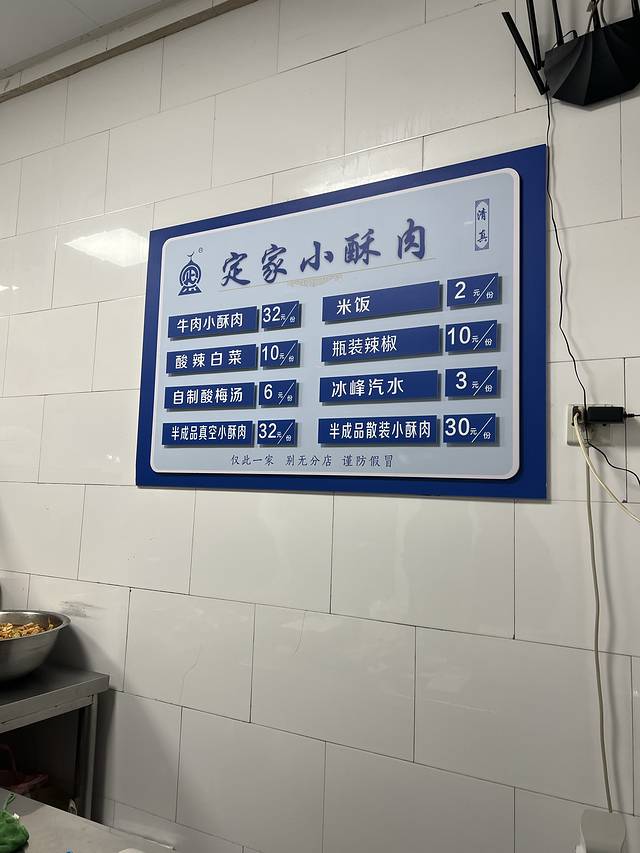 定家小酥肉
清真
牛肉小酥肉 32元/份
米饭 2元/份
酸辣白菜 10元/份
瓶装辣椒 10元/份
自制酸梅汤 6元/份
冰峰汽水 3元/份
半成品真空小酥肉 32元/份
半成品散装小酥肉 30元/份
仅此一家 别无分店 谨防假冒